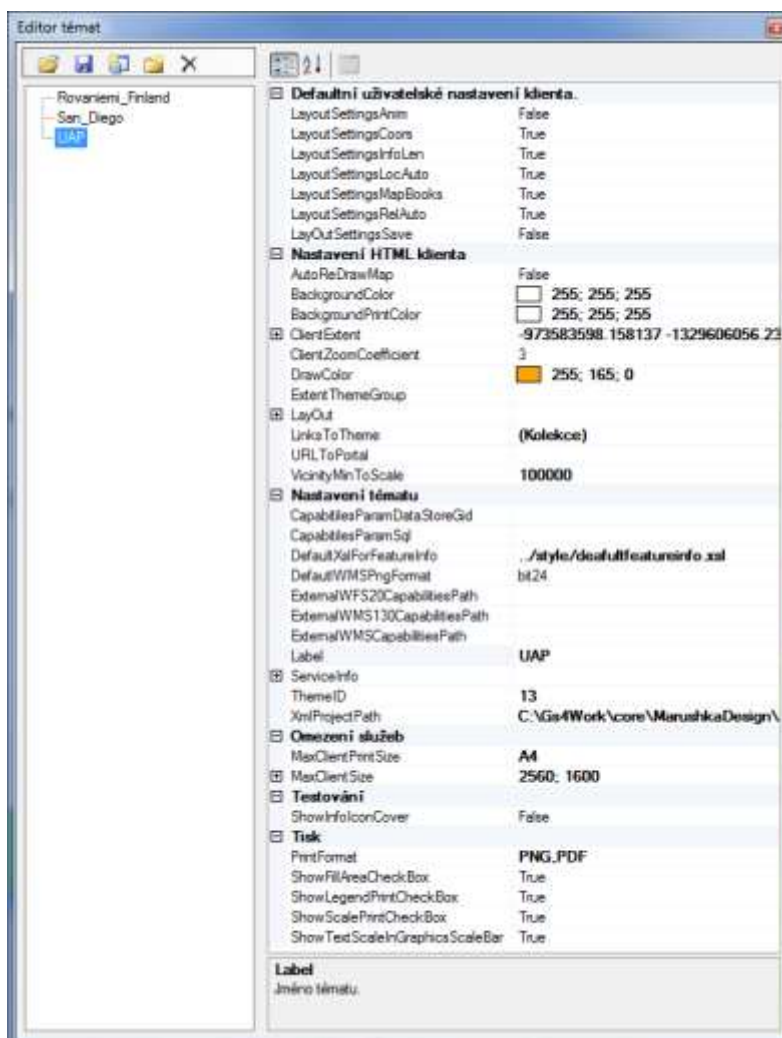 Editor témat
Rovaniemi_Finland
San_Diego
UAP
Defaultní uživatelské nastavení klienta.
LayoutSettingsAnim False
LayoutSettingsCoors True
LayoutSettingsInfoLen True
LayoutSettingsLocAuto True
LayoutSettingsMapBooks True
LayoutSettingsRelAuto True
LayOutSettingsSave False
Nastavení HTML klienta
AutoReDrawMap False
BackgroundColor 255; 255; 255
BackgroundPrintColor 255; 255; 255
ClientExtent -973583598.158137 -1329606056.23
ClientZoomCoefficient 3
DrawColor 255; 165; 0
ExtentThemeGroup
LayOut
LinksToTheme (Kolekce)
URLToPortal
VicinityMinToScale 100000
Nastavení tématu
CapabilitiesParamDataStoreGid
CapabilitiesParamSql
DefaultXslForFeatureInfo ../style/deafultfeatureinfo.xsl
DefaultWMSPngFormat bit24
ExternalWFS20CapabilitiesPath
ExternalWMS130CapabilitiesPath
ExternalWMSCapabilitiesPath
Label UAP
ServiceInfo
ThemeID 13
XmlProjectPath C:\Gs4Work\core\MarushkaDesign\
Omezení služeb
MaxClientPrintSize A4
MaxClientSize 2560; 1600
Testování
ShowInfoIconCover False
Tisk
PrintFormat PNG,PDF
ShowFillAreaCheckBox True
ShowLegendPrintCheckBox True
ShowScalePrintCheckBox True
ShowTextScaleInGraphicsScaleBar True
Label
Jméno tématu.